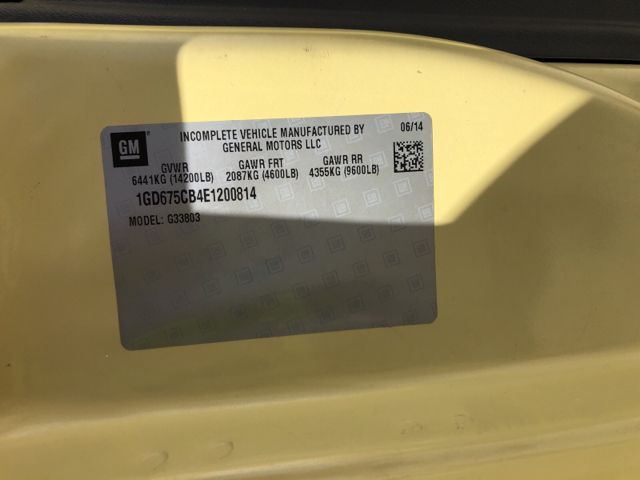 GM
INCOMPLETE VEHICLE MANUFACTURED BY 06/14
GENERAL MOTORS LLC
GVWR GAWR FRT GAWR RR
6441KG (14200LB) 2087KG (4600LB) 4355KG (9600LB)
1GD675CB4E1200814
MODEL: G33803